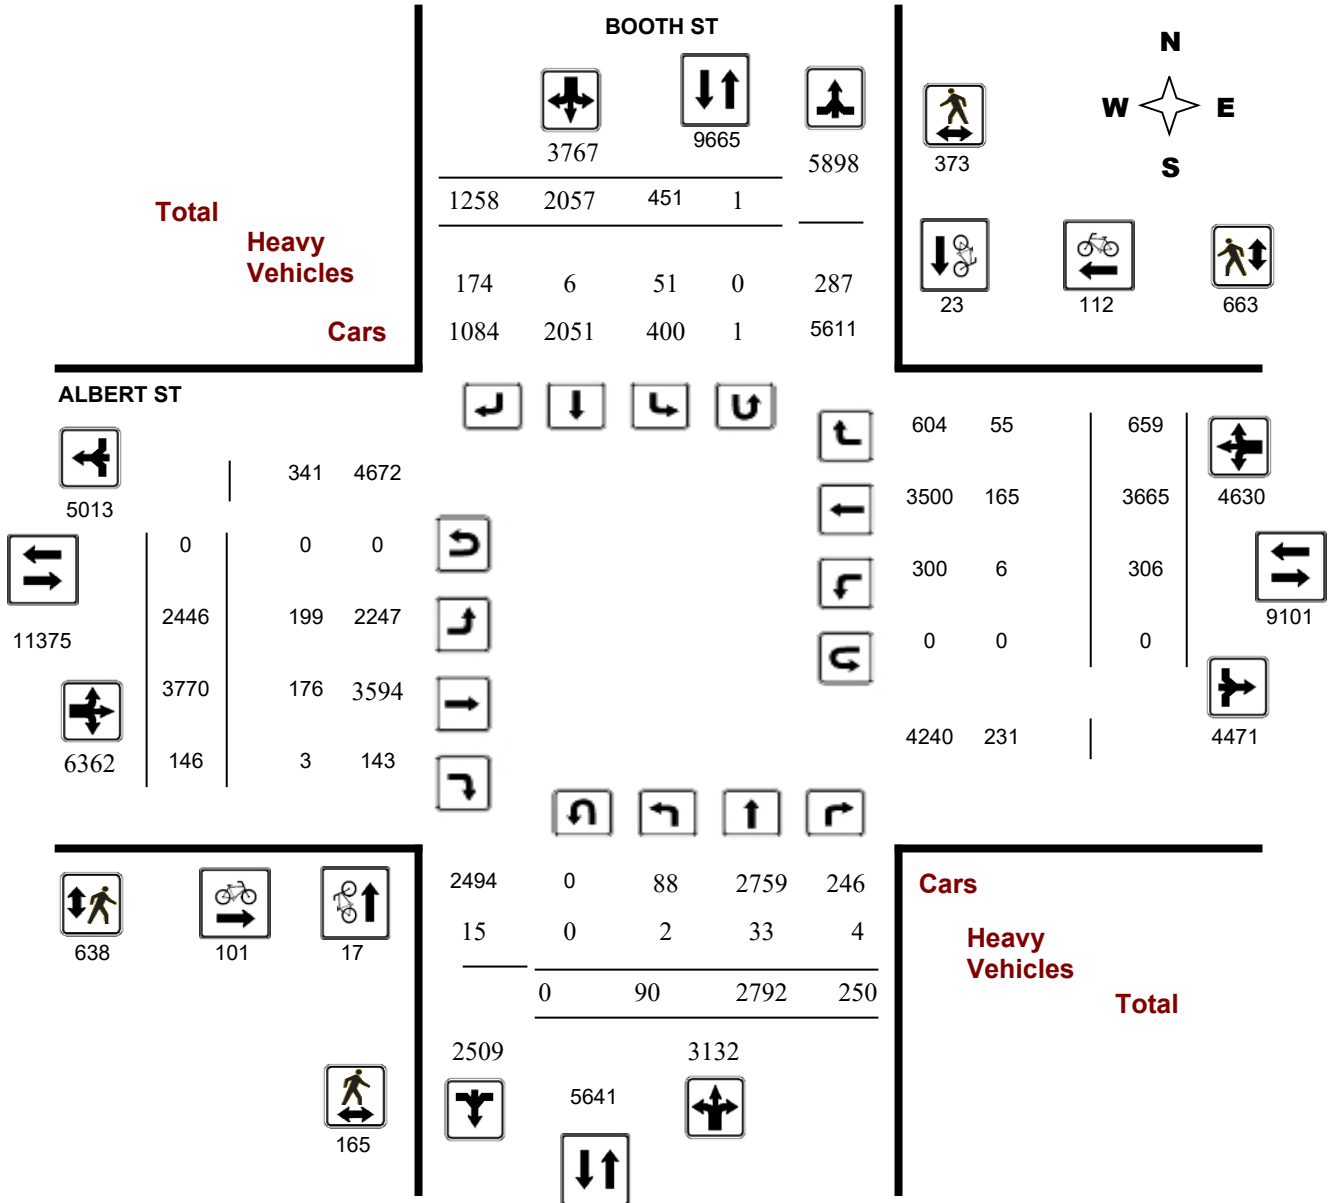 BOOTH ST
N
W E
S
3767
9665
5898
373
1258 2057 451 1
Total
Heavy
Vehicles
174 6 51 0 287
23 112 663
Cars
1084 2051 400 1 5611
ALBERT ST
604 55 659
341 4672
5013
3500 165 3665 4630
0 0 0
300 6 306
9101
2446 199 2247
11375
0 0 0
3770 176 3594
4240 231 4471
6362 146 3 143
2494 0 88 2759 246
Cars
15 0 2 33 4
Heavy
Vehicles
638 101 17
0 90 2792 250
Total
2509 3132
5641
165